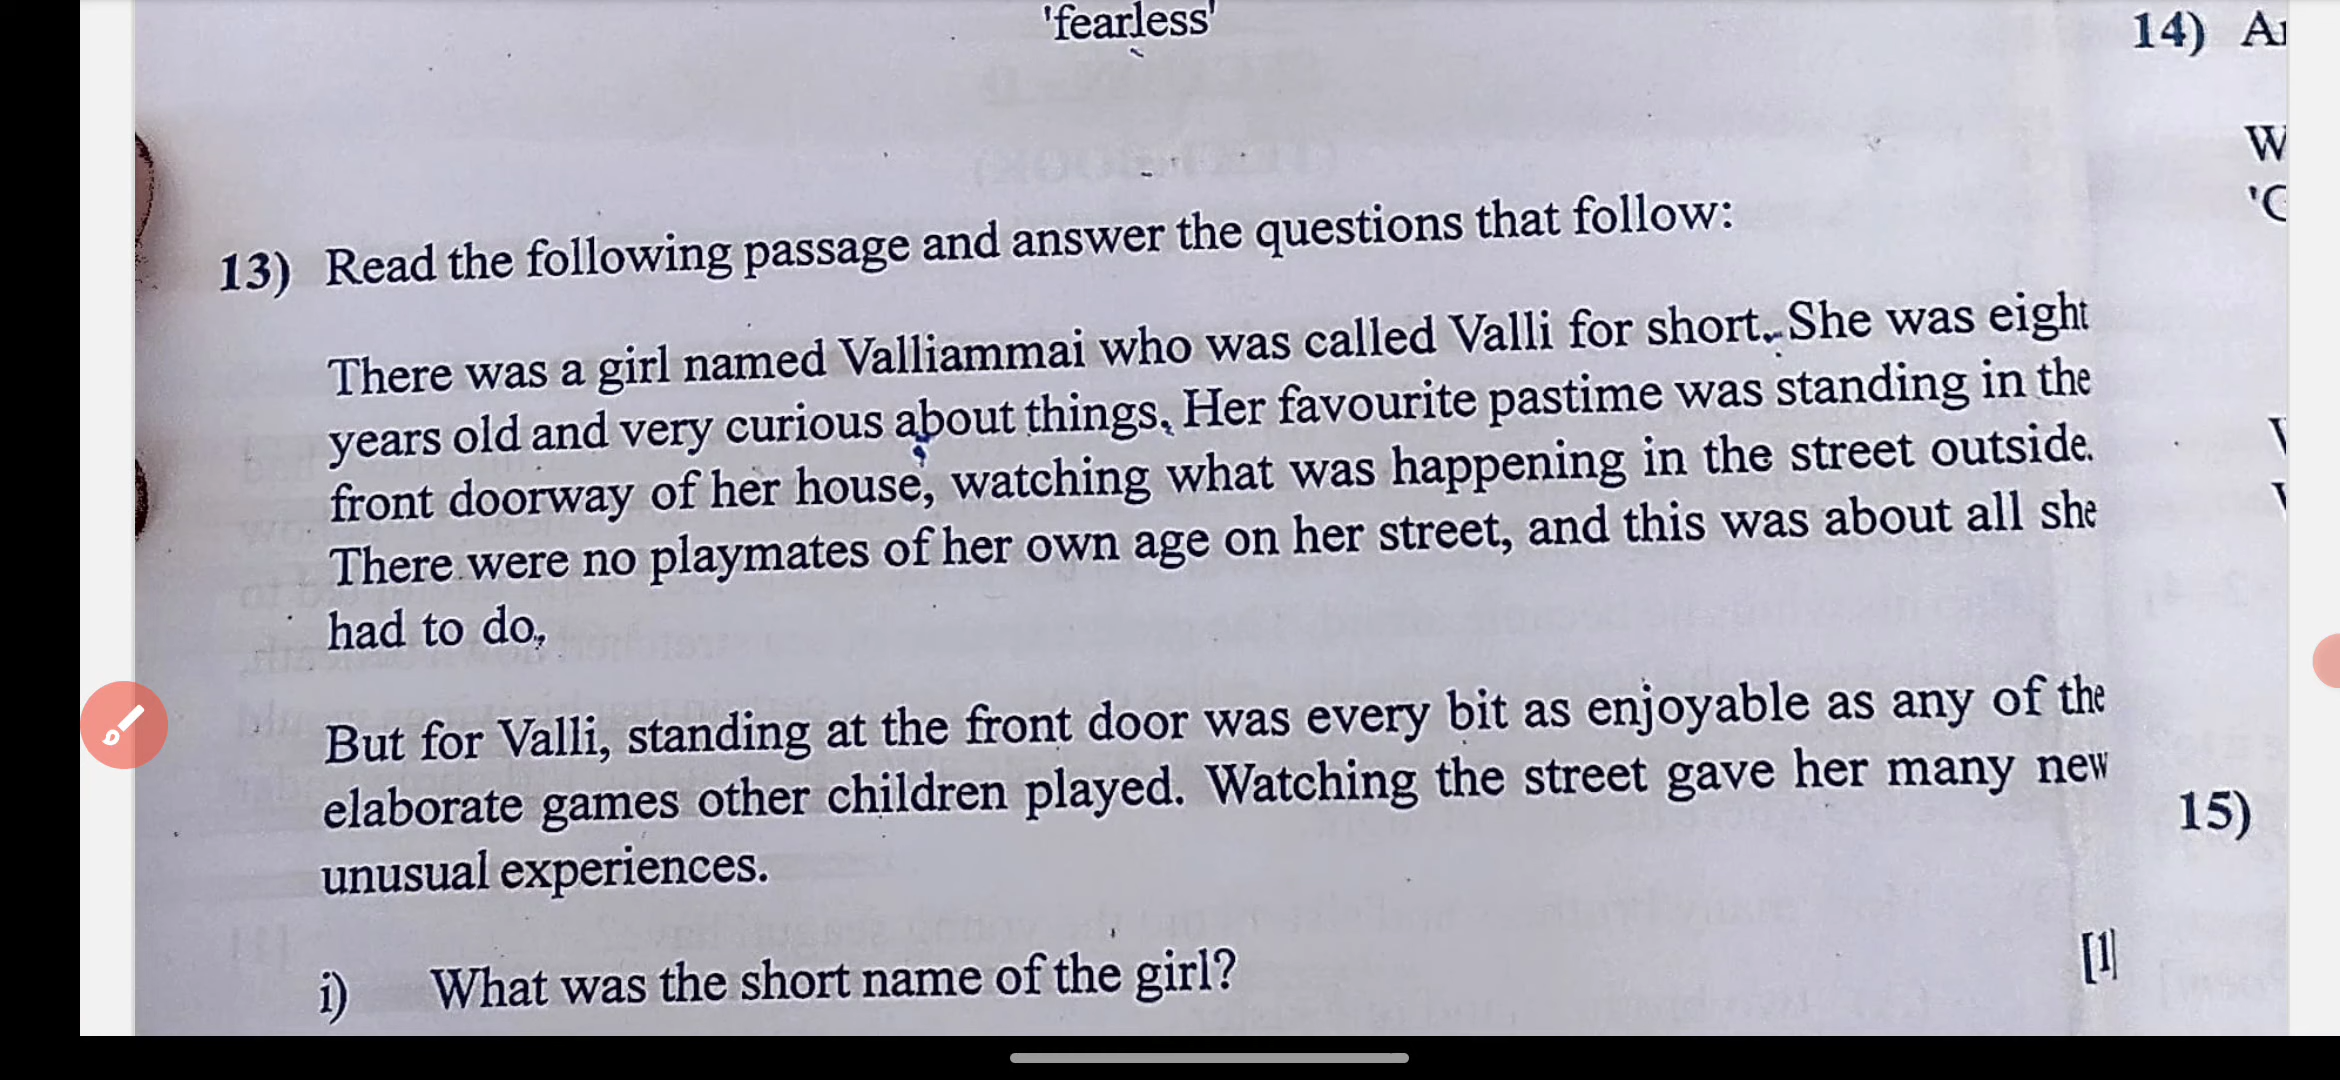 'fearless'
13) Read the following passage and answer the questions that follow:
There was a girl named Valliammai who was called Valli for short. She was eight
years old and very curious about things. Her favourite pastime was standing in the
front doorway of her house, watching what was happening in the street outside.
There were no playmates of her own age on her street, and this was about all she
had to do.
But for Valli, standing at the front door was every bit as enjoyable as any of the
elaborate games other children played. Watching the street gave her many new
unusual experiences.
i) What was the short name of the girl? [1]
14)
15)